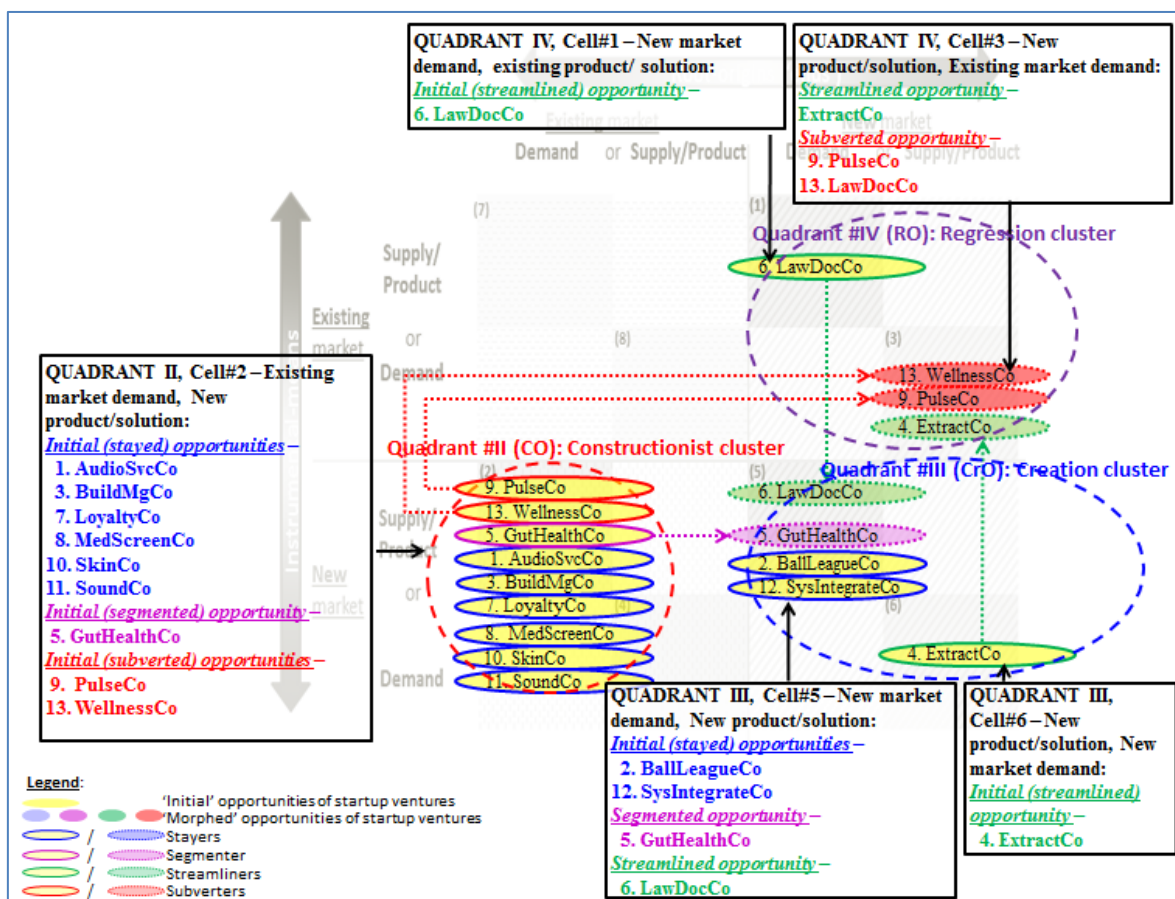 QUADRANT IV, Cell#1 – New market
demand, existing product/ solution:
Initial (streamlined) opportunity –
6. LawDocCo
QUADRANT IV, Cell#3 – New
product/solution, Existing market demand:
Streamlined opportunity –
ExtractCo
Subverted opportunity –
9. PulseCo
13. LawDocCo
Existing market
New market
Demand or Supply/Product
Demand or Supply/Product
(7)
(1)
Quadrant #IV (RO): Regression cluster
Supply/
Product
6. LawDocCo
Existing
market
or
(8)
(3)
Demand
13. WellnessCo
9. PulseCo
4. ExtractCo
QUADRANT II, Cell#2 – Existing
market demand, New
product/solution:
Initial (stayed) opportunities –
1. AudioSvcCo
3. BuildMgCo
7. LoyaltyCo
8. MedScreenCo
10. SkinCo
11. SoundCo
Initial (segmented) opportunity –
5. GutHealthCo
Initial (subverted) opportunities –
9. PulseCo
13. WellnessCo
Quadrant #II (CO): Constructionist cluster
Quadrant #III (CrO): Creation cluster
(2)
(5)
9. PulseCo
6. LawDocCo
Supply/
Product
13. WellnessCo
5. GutHealthCo
5. GutHealthCo
1. AudioSvcCo
2. BallLeagueCo
New
market
or
3. BuildMgCo
12. SysIntegrateCo
7. LoyaltyCo
(4)
(6)
8. MedScreenCo
10. SkinCo
4. ExtractCo
Demand
11. SoundCo
QUADRANT III, Cell#5 – New market
demand, New product/solution:
Initial (stayed) opportunities –
2. BallLeagueCo
12. SysIntegrateCo
Segmented opportunity –
5. GutHealthCo
Streamlined opportunity –
6. LawDocCo
QUADRANT III,
Cell#6 – New
product/solution, New
market demand:
Initial (streamlined)
opportunity –
4. ExtractCo
Legend:
'Initial' opportunities of startup ventures
'Morphed' opportunities of startup ventures
/ Stayers
/ Segmenter
/ Streamliners
/ Subverters